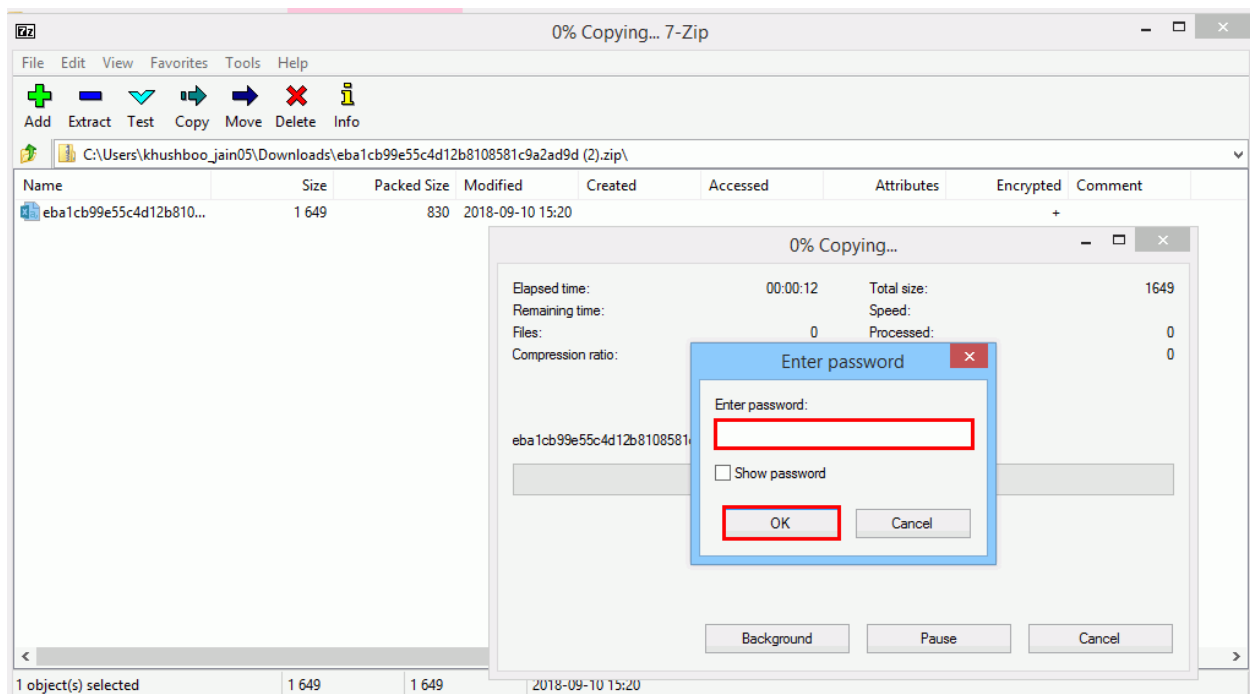 0% Copying... 7-Zip
File Edit View Favorites Tools Help
Add Extract Test Copy Move Delete Info
C:\Users\khushboo_jain05\Downloads\eba1cb99e55c4d12b8108581c9a2ad9d (2).zip\
Name Size Packed Size Modified Created Accessed Attributes Encrypted Comment
eba1cb99e55c4d12b810... 1 649 830 2018-09-10 15:20 +
0% Copying...
Elapsed time: 00:00:12 Total size: 1649
Remaining time: Speed:
Files: 0 Processed: 0
Compression ratio: 0
Enter password
Enter password:
eba1cb99e55c4d12b8108581
Show password
OK Cancel
Background Pause Cancel
1 object(s) selected 1 649 1 649 2018-09-10 15:20